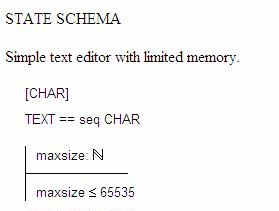 STATE SCHEMA
Simple text editor with limited memory.
[CHAR]
TEXT == seq CHAR
maxsize: ℕ
maxsize ≤ 65535